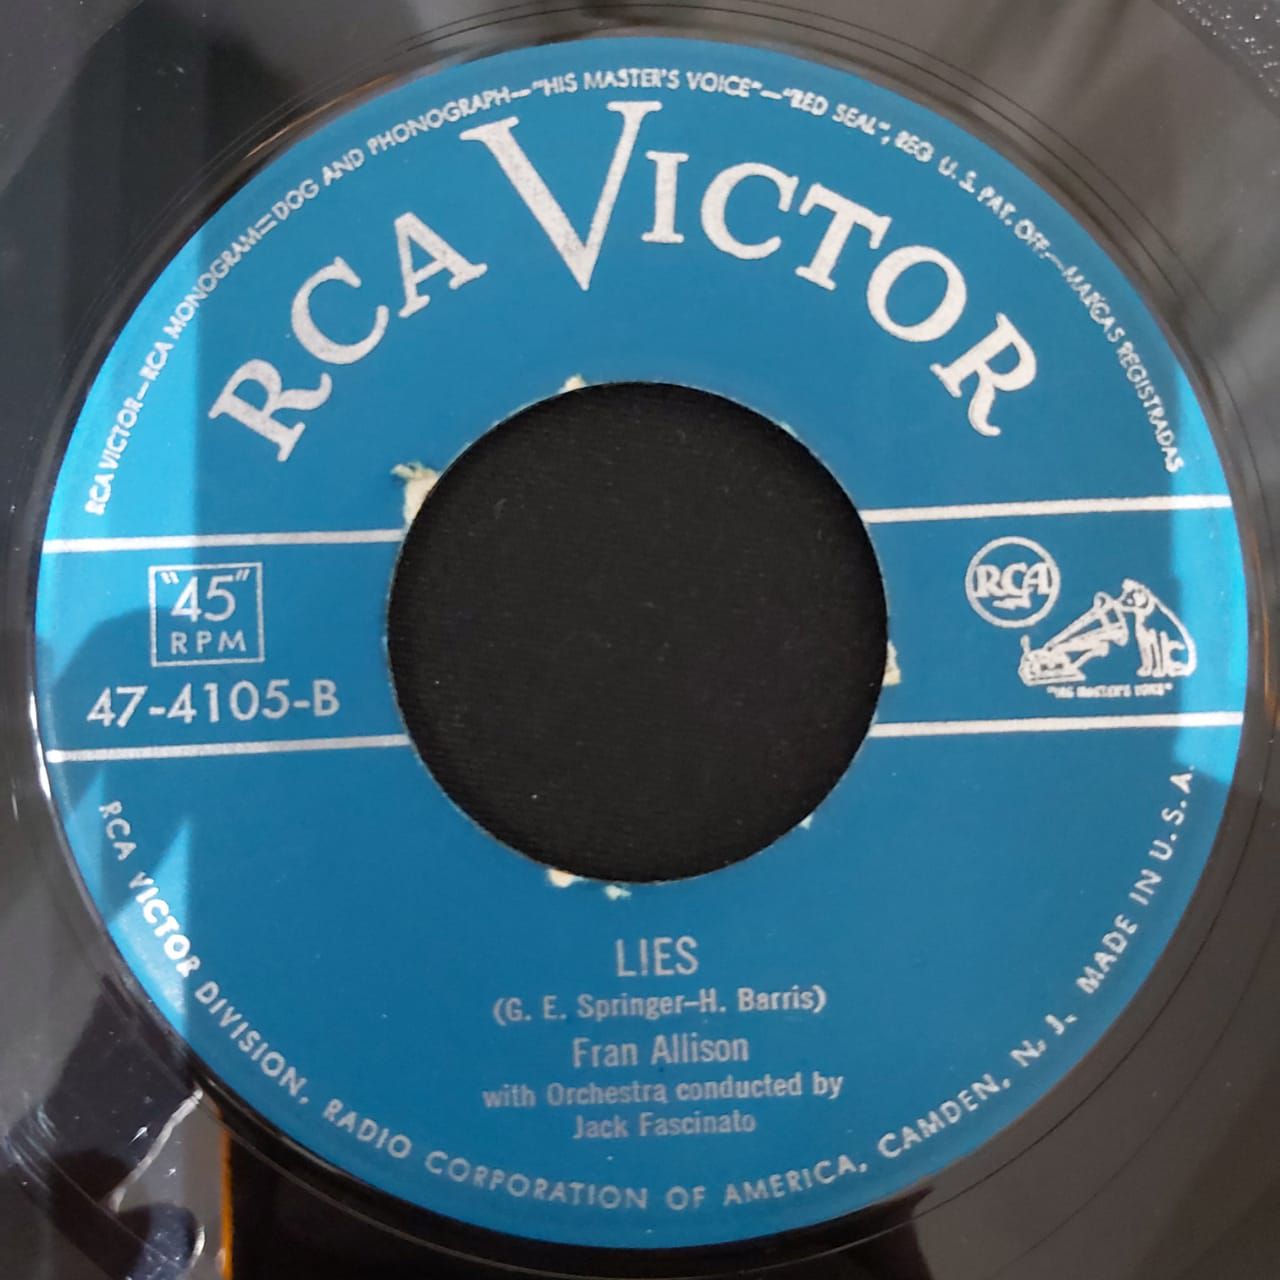 RCA VICTOR—RCA MONOGRAM—DOG AND PHONOGRAPH—"HIS MASTER'S VOICE"—"RED SEAL", REG. U. S. PAT. OFF.—MARCAS REGISTRADAS
RCA VICTOR
"45"
RPM
47-4105-B
RCA
"HIS MASTER'S VOICE"
LIES
(G. E. Springer–H. Barris)
Fran Allison
with Orchestra conducted by
Jack Fascinato
RCA VICTOR DIVISION, RADIO CORPORATION OF AMERICA, CAMDEN, N. J. MADE IN U. S. A.